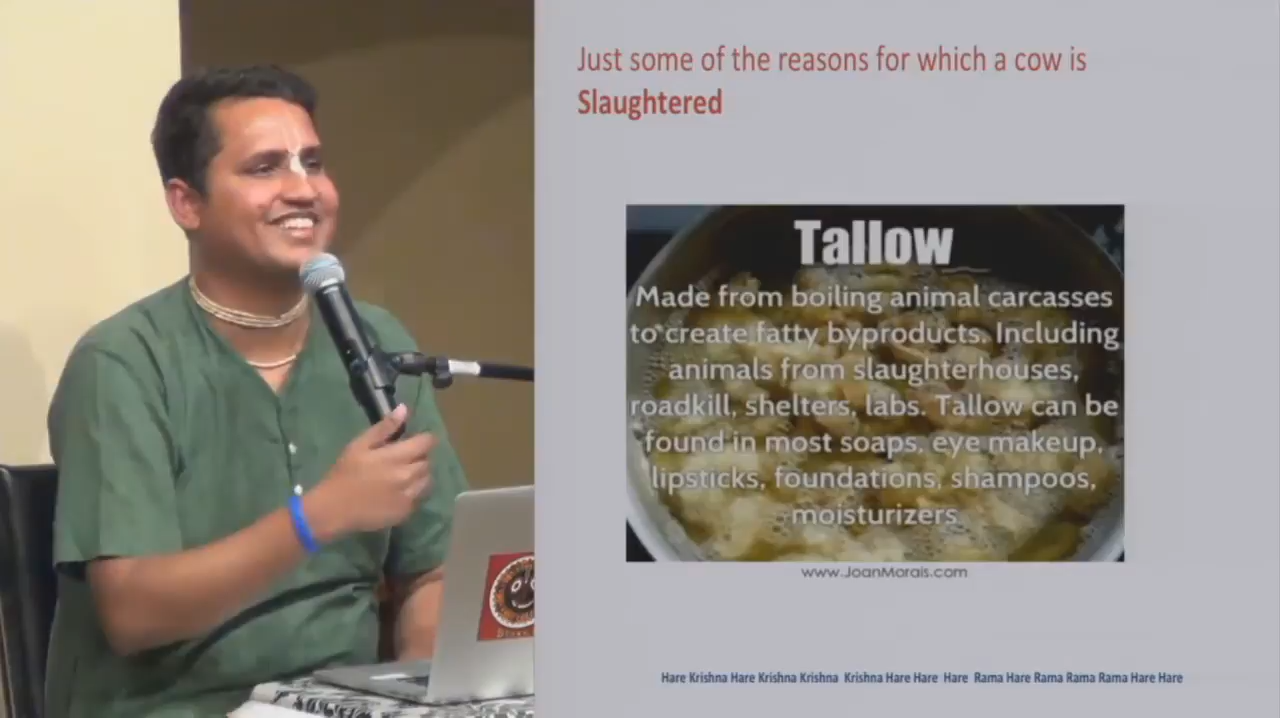 Just some of the reasons for which a cow is
Slaughtered
Tallow
Made from boiling animal carcasses
to create fatty byproducts. Including
animals from slaughterhouses,
roadkill, shelters, labs. Tallow can be
found in most soaps, eye makeup,
lipsticks, foundations, shampoos,
moisturizers
www.JoanMorais.com
Hare Krishna Hare Krishna Krishna Krishna Hare Hare Hare Rama Hare Rama Rama Rama Hare Hare